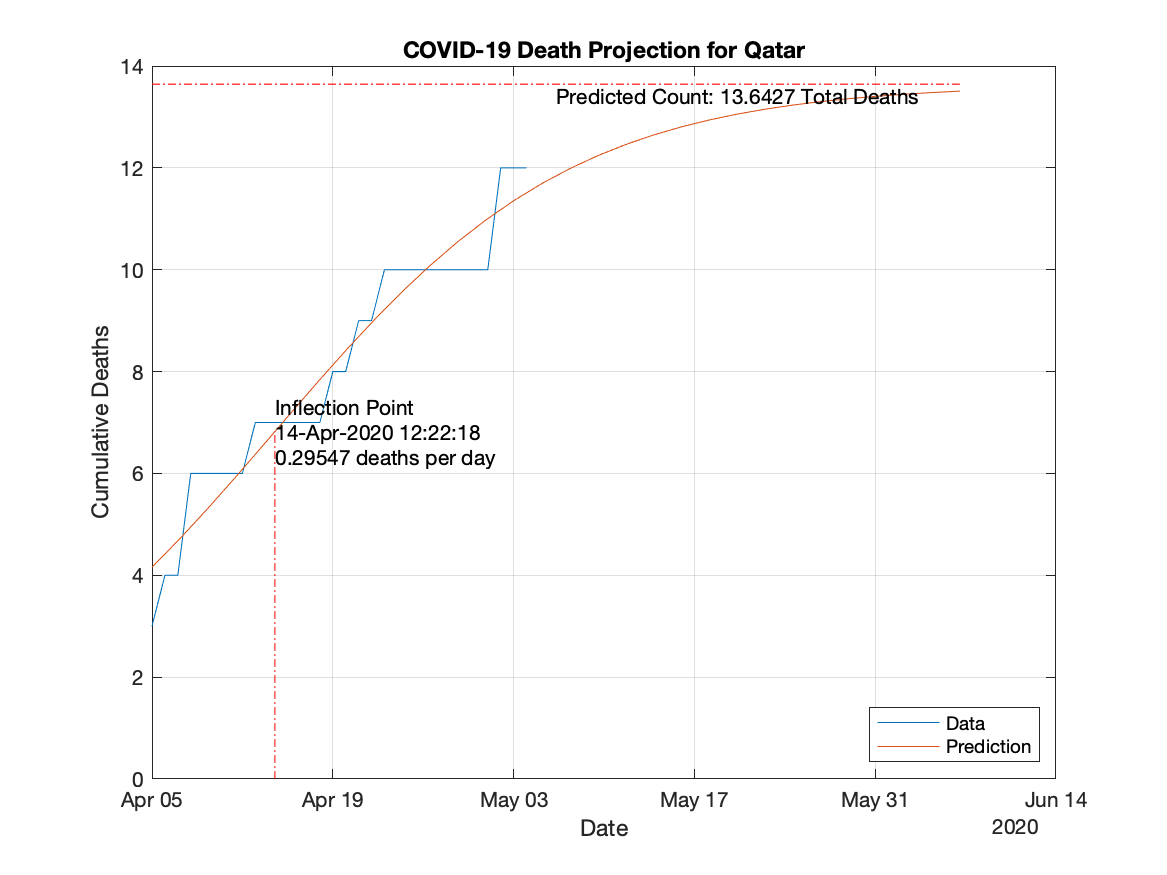 COVID-19 Death Projection for Qatar
14
Predicted Count: 13.6427 Total Deaths
12
10
8
Inflection Point
14-Apr-2020 12:22:18
0.29547 deaths per day
6
4
2
0
Cumulative Deaths
Data
Prediction
Apr 05 Apr 19 May 03 May 17 May 31 Jun 14
Date
2020